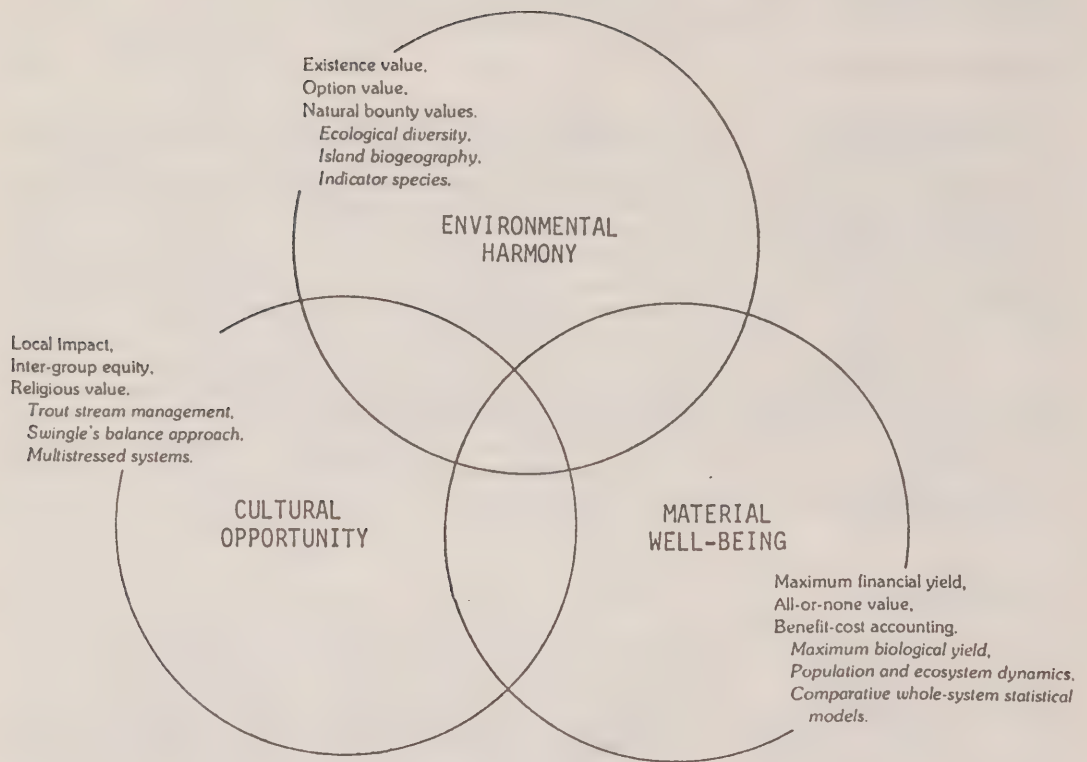 Existence value,
Option value,
Natural bounty values.
Ecological diversity,
Island biogeography,
Indicator species.
ENVIRONMENTAL
HARMONY
Local Impact,
Inter-group equity,
Religious value.
Trout stream management,
Swingle's balance approach,
Multistressed systems.
CULTURAL
OPPORTUNITY
MATERIAL
WELL-BEING
Maximum financial yield,
All-or-none value,
Benefit-cost accounting.
Maximum biological yield,
Population and ecosystem dynamics,
Comparative whole-system statistical
models.